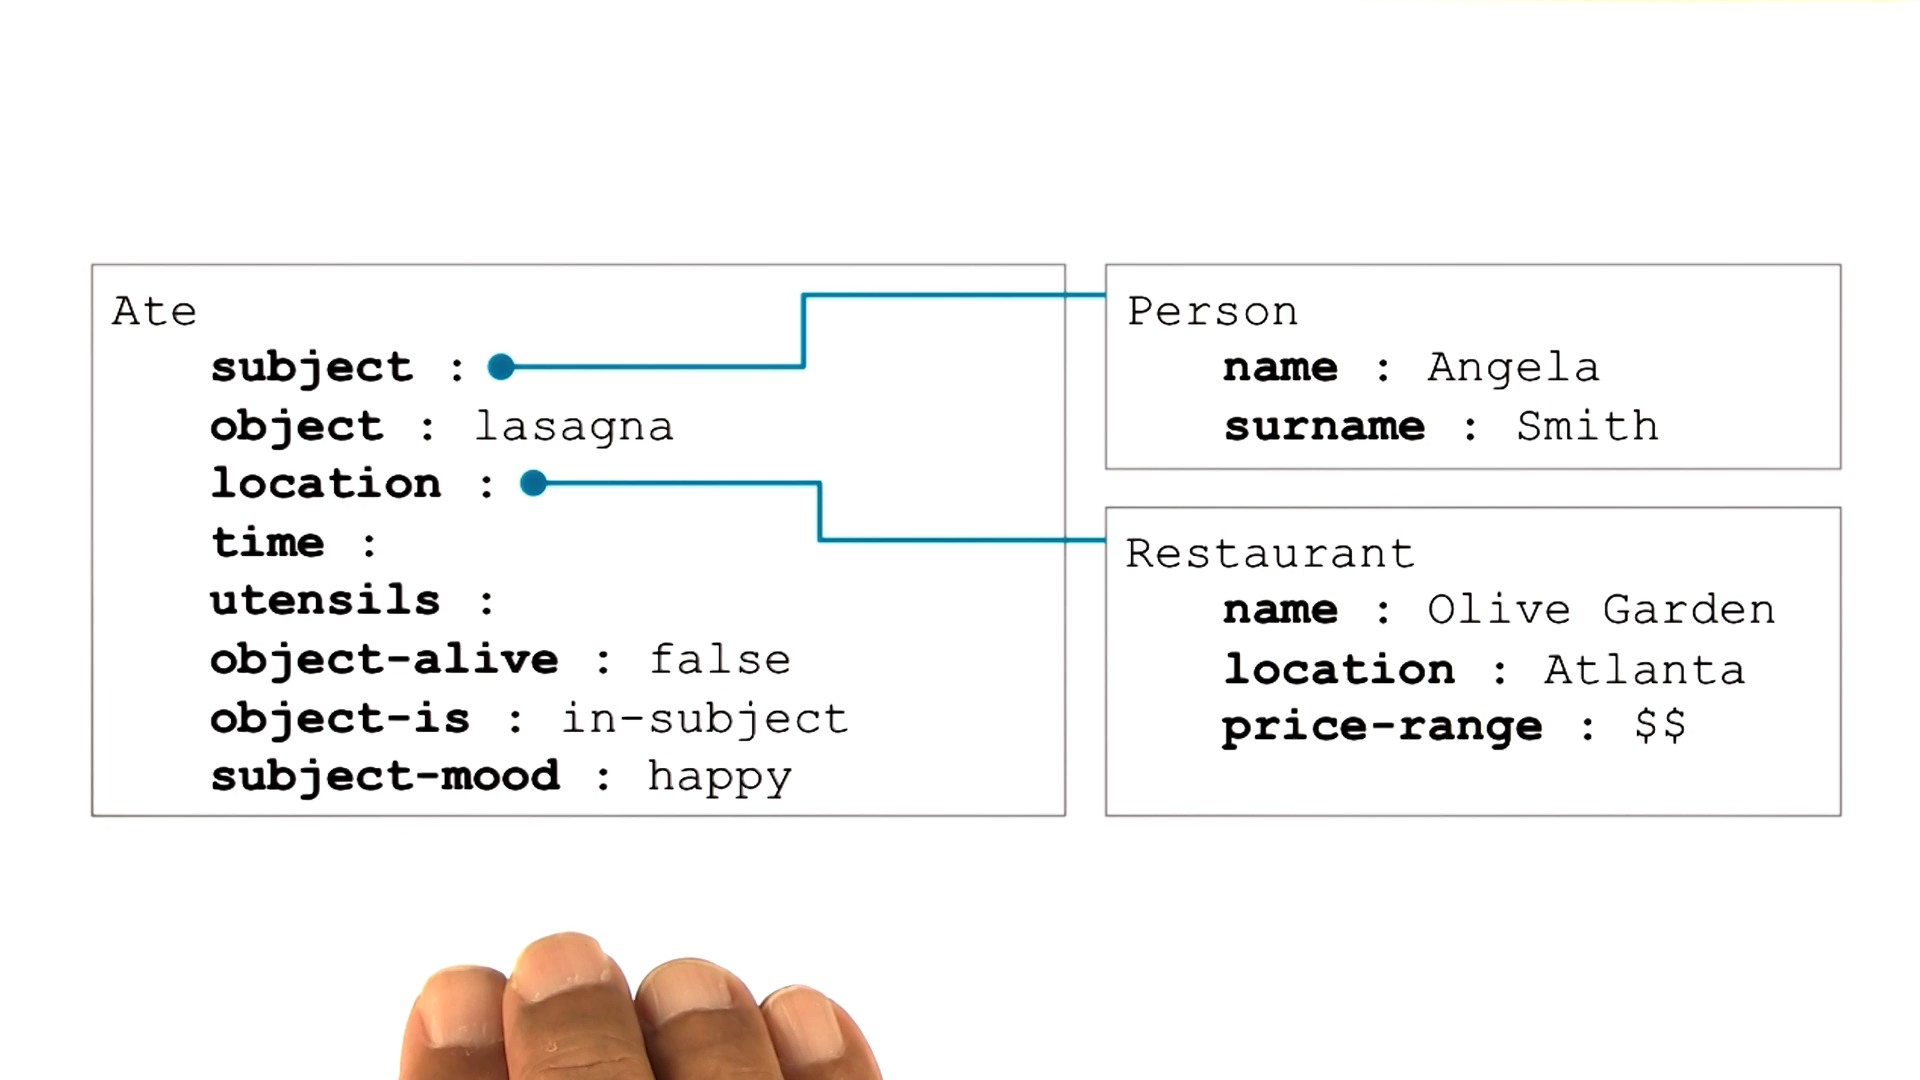 Ate
subject :
object : lasagna
location :
time :
utensils :
object-alive : false
object-is : in-subject
subject-mood : happy
Person
name : Angela
surname : Smith
Restaurant
name : Olive Garden
location : Atlanta
price-range : $$